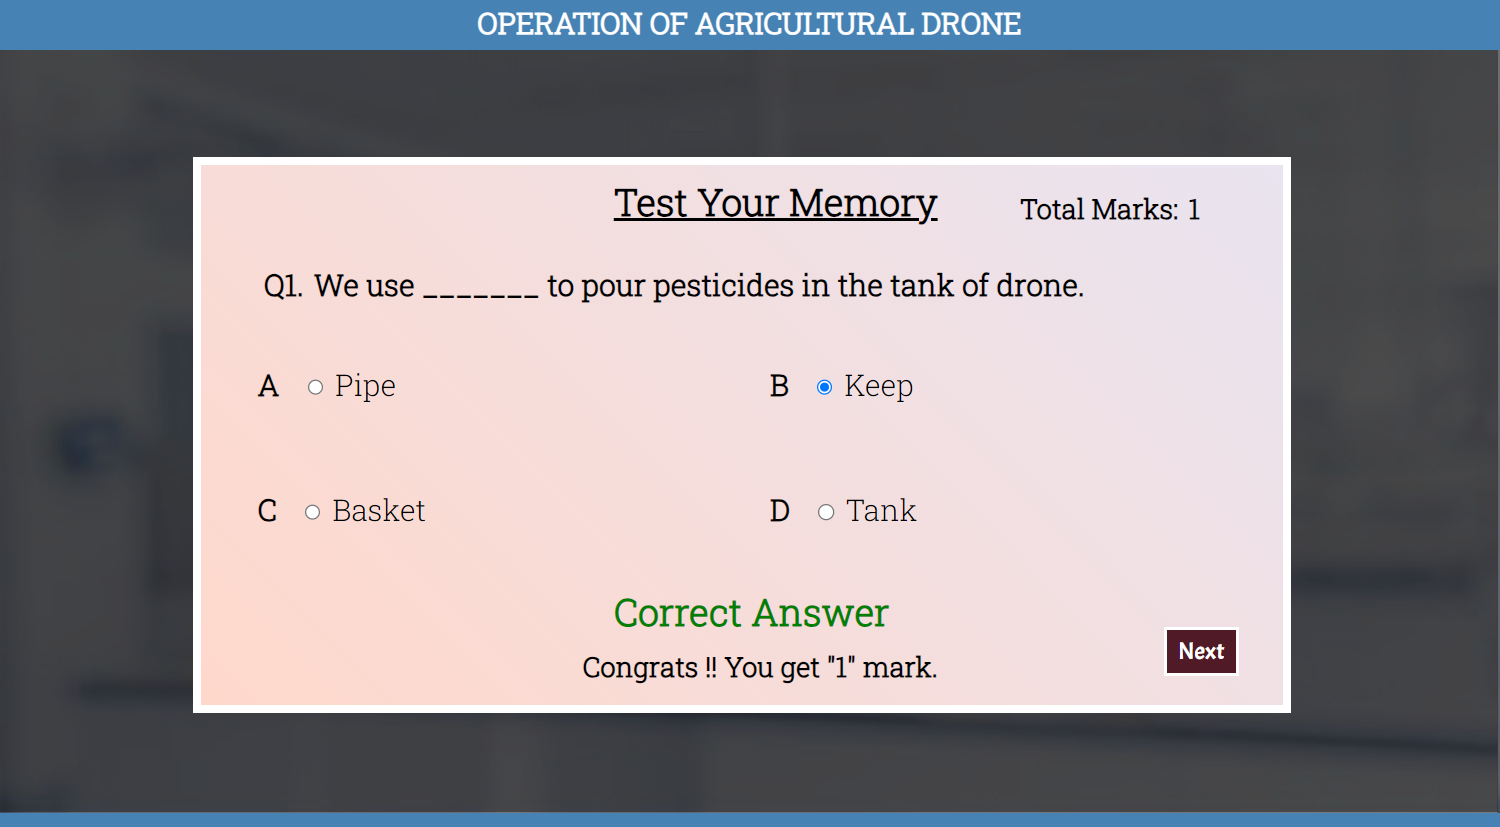 OPERATION OF AGRICULTURAL DRONE
Test Your Memory
Total Marks: 1
Q1. We use _______ to pour pesticides in the tank of drone.
A Pipe
B Keep
C Basket
D Tank
Correct Answer
Congrats !! You get "1" mark.
Next